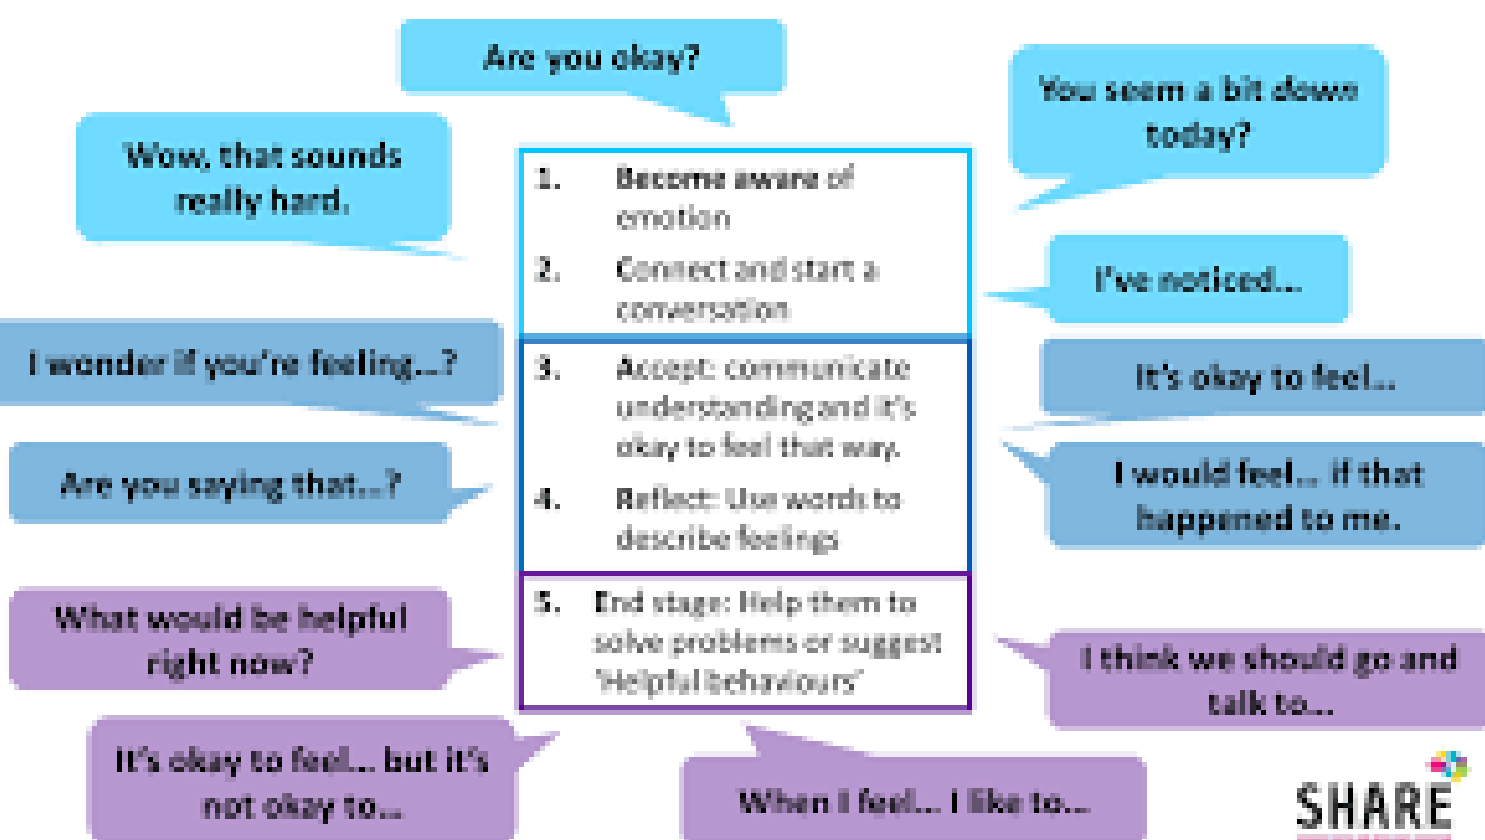 Are you okay?
You seem a bit down
today?
Wow, that sounds
really hard.
I've noticed...
1. Become aware of
emotion
2. Connect and start a
conversation
I wonder if you're feeling...?
It's okay to feel...
3. Accept: communicate
understanding and it's
okay to feel that way.
Are you saying that...?
I would feel... if that
happened to me.
4. Reflect: Use words to
describe feelings
What would be helpful
right now?
5. End stage: Help them to
solve problems or suggest
'Helpful behaviours'
I think we should go and
talk to...
It's okay to feel... but it's
not okay to...
When I feel... I like to...
SHARE